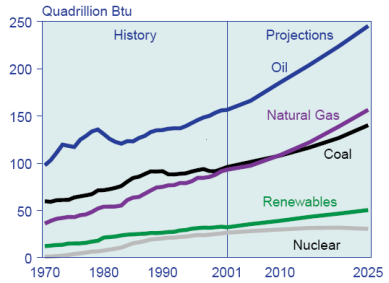 Quadrillion Btu
250
History
Projections
200
Oil
150
Natural Gas
Coal
100
Renewables
50
Nuclear
0
1970 1980 1990 2001 2010 2025